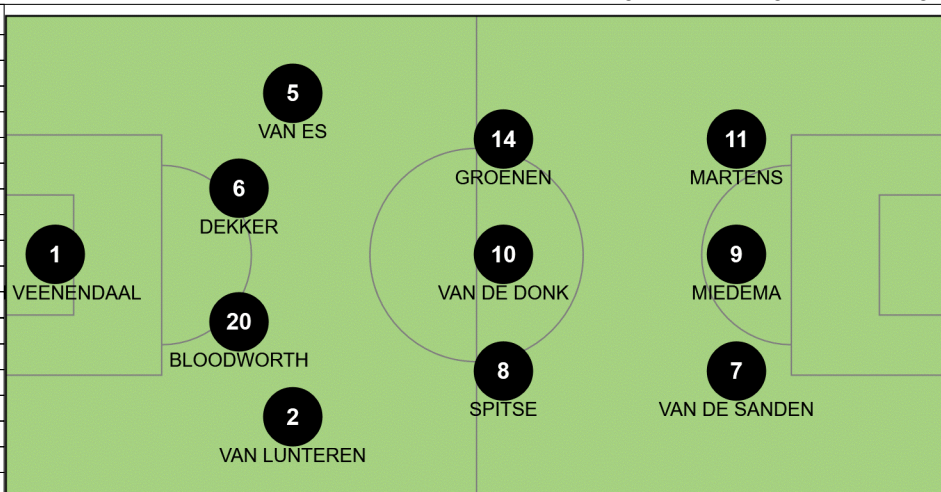 5
VAN ES
14
GROENEN
11
MARTENS
6
DEKKER
1
VEENENDAAL
10
VAN DE DONK
9
MIEDEMA
20
BLOODWORTH
8
SPITSE
7
VAN DE SANDEN
2
VAN LUNTEREN